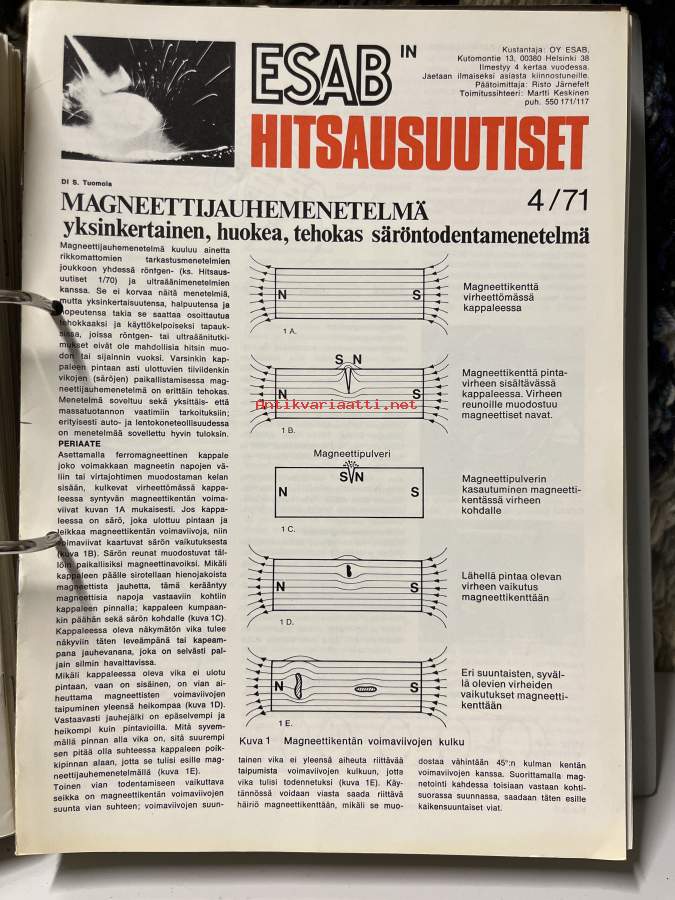 ESAB IN
HITSAUSUUTISET
Kustantaja: OY ESAB,
Kutomontie 13, 00380 Helsinki 38
Ilmestyy 4 kertaa vuodessa.
Jaetaan ilmaiseksi asiasta kiinnostuneille.
Päätoimittaja: Risto Järnefelt
Toimitussihteeri: Martti Keskinen
puh. 550 171/117
4/71
DI S. Tuomola
MAGNEETTIJAUHEMENETELMÄ
yksinkertainen, huokea, tehokas säröntodentamenetelmä
Magneettijauhemenetelmä kuuluu ainetta
rikkomattomien tarkastusmenetelmien
joukkoon yhdessä röntgen- (ks. Hitsaus-
uutiset 1/70) ja ultraäänimenetelmien
kanssa. Se ei korvaa näitä menetelmiä,
mutta yksinkertaisuutensa, halpuutensa ja
nopeutensa takia se saattaa osoittautua
tehokkaaksi ja käyttökelpoiseksi tapauk-
sissa, joissa röntgen- tai ultraäänitutki-
mukset eivät ole mahdollisia hitsin muo-
don tai sijainnin vuoksi. Varsinkin kap-
paleen pintaan asti ulottuvien tiiviidenkin
vikojen (säröjen) paikallistamisessa mag-
neettijauhemenetelmä on erittäin tehokas.
Menetelmä soveltuu sekä yksittäis- että
massatuotannon vaatimiin tarkoituksiin;
erityisesti auto- ja lentokoneteollisuudessa
on menetelmää sovellettu hyvin tuloksin.
PERIAATE
Asettamalla ferromagneettinen kappale
joko voimakkaan magneetin napojen vä-
liin tai virtajohtimen muodostaman kelan
sisään, kulkevat virheettömässä kappa-
leessa syntyvän magneettikentän voima-
viivat kuvan 1A mukaisesti. Jos kappa-
leessa on särö, joka ulottuu pintaan ja
leikkaa magneettikentän voimaviivoja, niin
voimaviivat kaartuvat särön vaikutuksesta
(kuva 1B). Särön reunat muodostuvat täl-
löin paikallisiksi magneettinavoiksi. Mikäli
kappaleen päälle sirotellaan hienojakoista
magneettista jauhetta, tämä kerääntyy
magneettisia napoja vastaaviin kohtiin
kappaleen pinnalla; kappaleen kumpaan-
kin päähän sekä särön kohdalle (kuva 1C).
Kappaleessa oleva näkymätön vika tulee
näkyviin täten leveämpänä tai kapeam-
pana jauhevanana, joka on selvästi pal-
jain silmin havaittavissa.
Mikäli kappaleessa oleva vika ei ulotu
pintaan, vaan on sisäinen, on vian ai-
heuttama magneettisten voimaviivojen
taipuminen yleensä heikompaa (kuva 1D).
Vastaavasti jauhejälki on epäselvempi ja
heikompi kuin pintavioilla. Mitä syvem-
mällä pinnan alla vika on, sitä suurempi
sen pitää olla suhteessa kappaleen poik-
kipinnan alaan, jotta se tulisi esille mag-
neettijauhemenetelmällä (kuva 1E).
Toinen vian todentamiseen vaikuttava
seikka on magneettikentän voimaviivojen
suunta vian suhteen; voimaviivojen suun-
N S
1 A.
Magneettikenttä
virheettömässä
kappaleessa
S N
N S
1 B.
Magneettikenttä pinta-
virheen sisältävässä
kappaleessa. Virheen
reunoille muodostuu
magneettiset navat.
Antikvariaatti.net
Magneettipulveri
S N
N S
1 C.
Magneettipulverin
kasautuminen magneetti-
kentässä virheen
kohdalle
N S
1 D.
Lähellä pintaa olevan
virheen vaikutus
magneettikenttään
N S
1 E.
Eri suuntaisten, syväl-
lä olevien virheiden
vaikutukset magneetti-
kenttään
Kuva 1 Magneettikentän voimaviivojen kulku
tainen vika ei yleensä aiheuta riittävää
taipumista voimaviivojen kulkuun, jotta
vika tulisi todennetuksi (kuva 1E). Käy-
tännössä voidaan viasta saada riittävä
häiriö magneettikenttään, mikäli se muo-
dostaa vähintään 45°:n kulman kentän
voimaviivojen kanssa. Suorittamalla mag-
netointi kahdessa toisiaan vastaan kohti-
suorassa suunnassa, saadaan täten esille
kaikensuuntaiset viat.